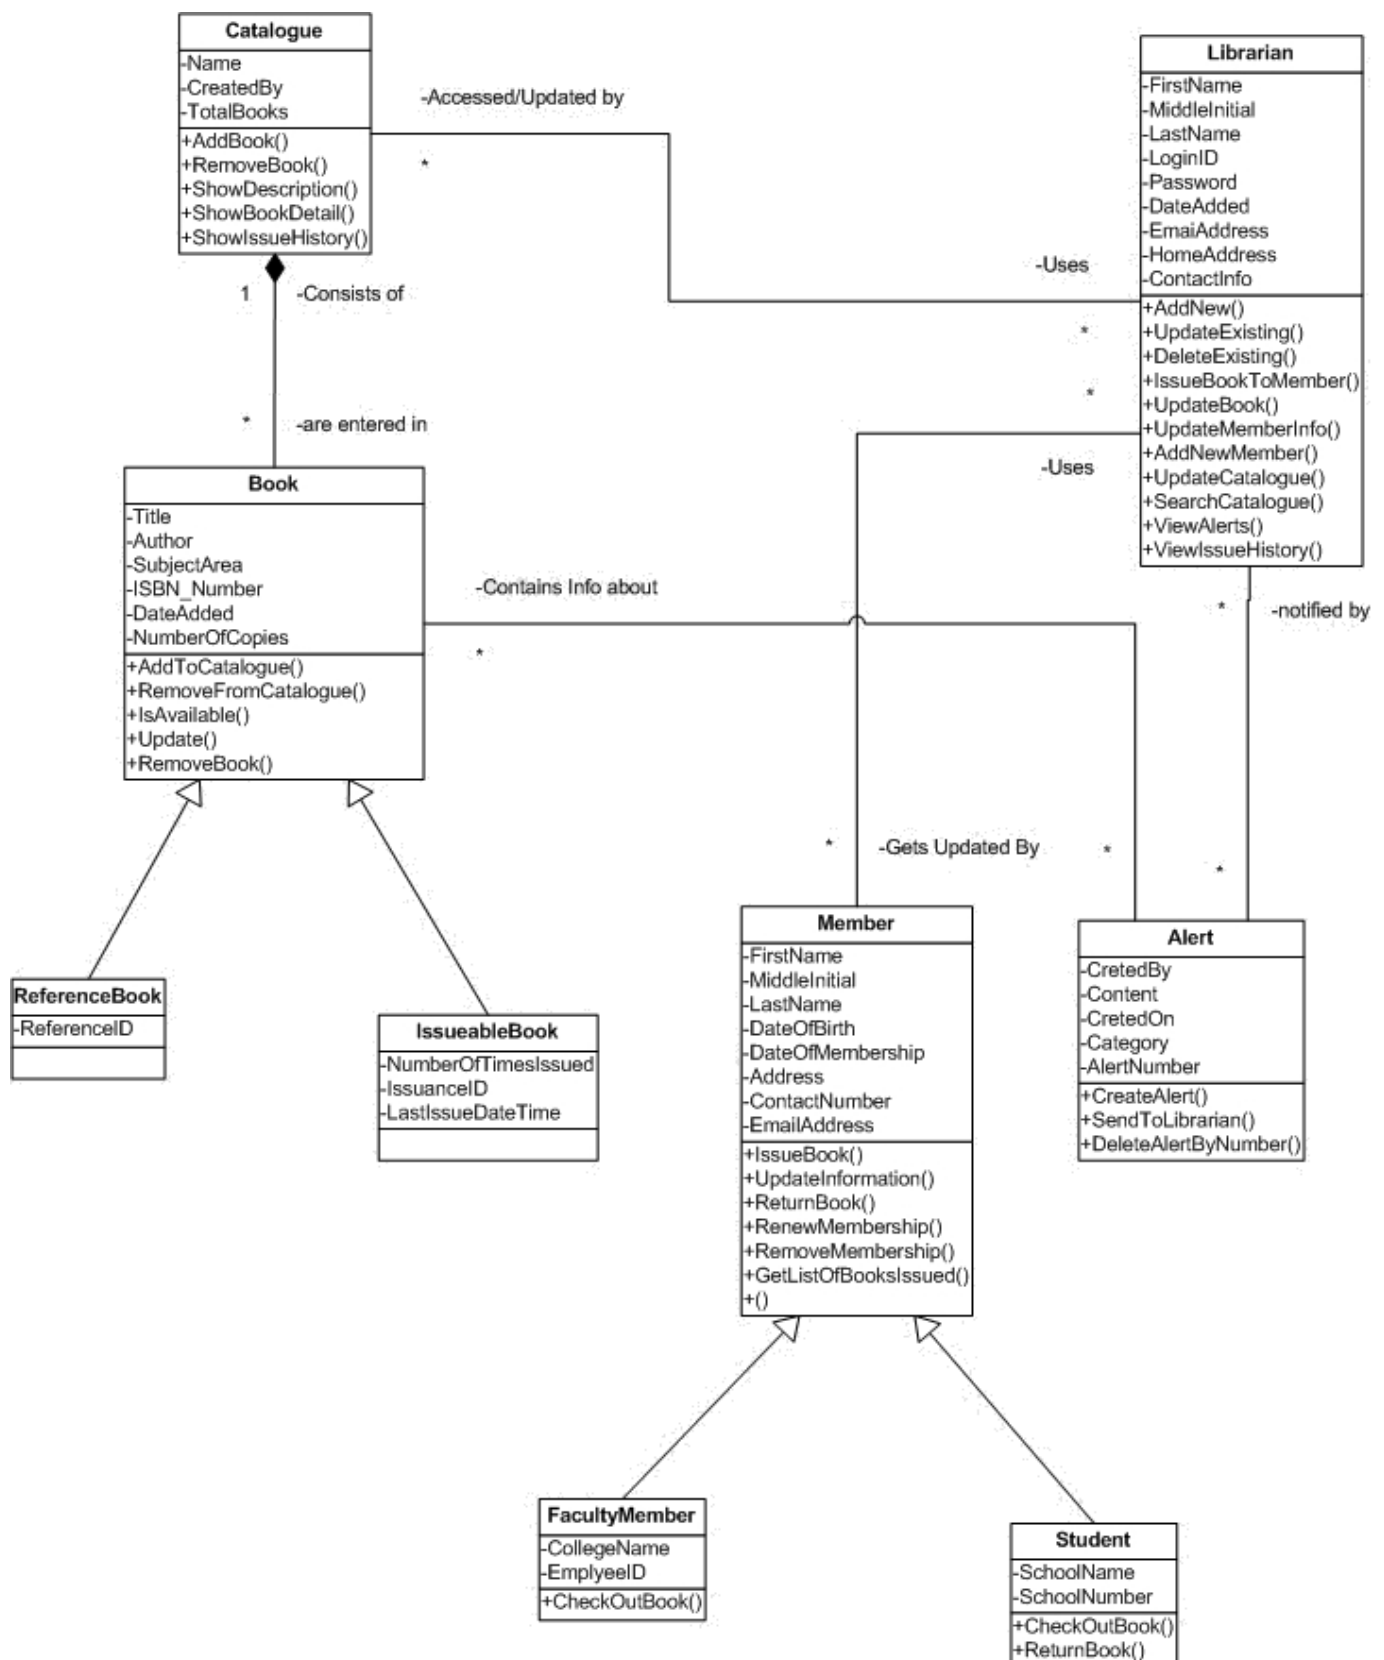 Catalogue
-Name
-CreatedBy
-TotalBooks
+AddBook()
+RemoveBook()
+ShowDescription()
+ShowBookDetail()
+ShowIssueHistory()
-Accessed/Updated by
*
Librarian
-FirstName
-MiddleInitial
-LastName
-LoginID
-Password
-DateAdded
-EmaiAddress
-HomeAddress
-ContactInfo
+AddNew()
+UpdateExisting()
+DeleteExisting()
+IssueBookToMember()
+UpdateBook()
+UpdateMemberInfo()
+AddNewMember()
+UpdateCatalogue()
+SearchCatalogue()
+ViewAlerts()
+ViewIssueHistory()
-Uses
*
*
-Uses
1
-Consists of
*
-are entered in
Book
-Title
-Author
-SubjectArea
-ISBN_Number
-DateAdded
-NumberOfCopies
+AddToCatalogue()
+RemoveFromCatalogue()
+IsAvailable()
+Update()
+RemoveBook()
-Contains Info about
*
*
-notified by
*
-Gets Updated By
*
*
ReferenceBook
-ReferenceID
IssueableBook
-NumberOfTimesIssued
-IssuanceID
-LastIssueDateTime
Member
-FirstName
-MiddleInitial
-LastName
-DateOfBirth
-DateOfMembership
-Address
-ContactNumber
-EmailAddress
+IssueBook()
+UpdateInformation()
+ReturnBook()
+RenewMembership()
+RemoveMembership()
+GetListOfBooksIssued()
+()
Alert
-CretedBy
-Content
-CretedOn
-Category
-AlertNumber
+CreateAlert()
+SendToLibrarian()
+DeleteAlertByNumber()
FacultyMember
-CollegeName
-EmplyeeID
+CheckOutBook()
Student
-SchoolName
-SchoolNumber
+CheckOutBook()
+ReturnBook()